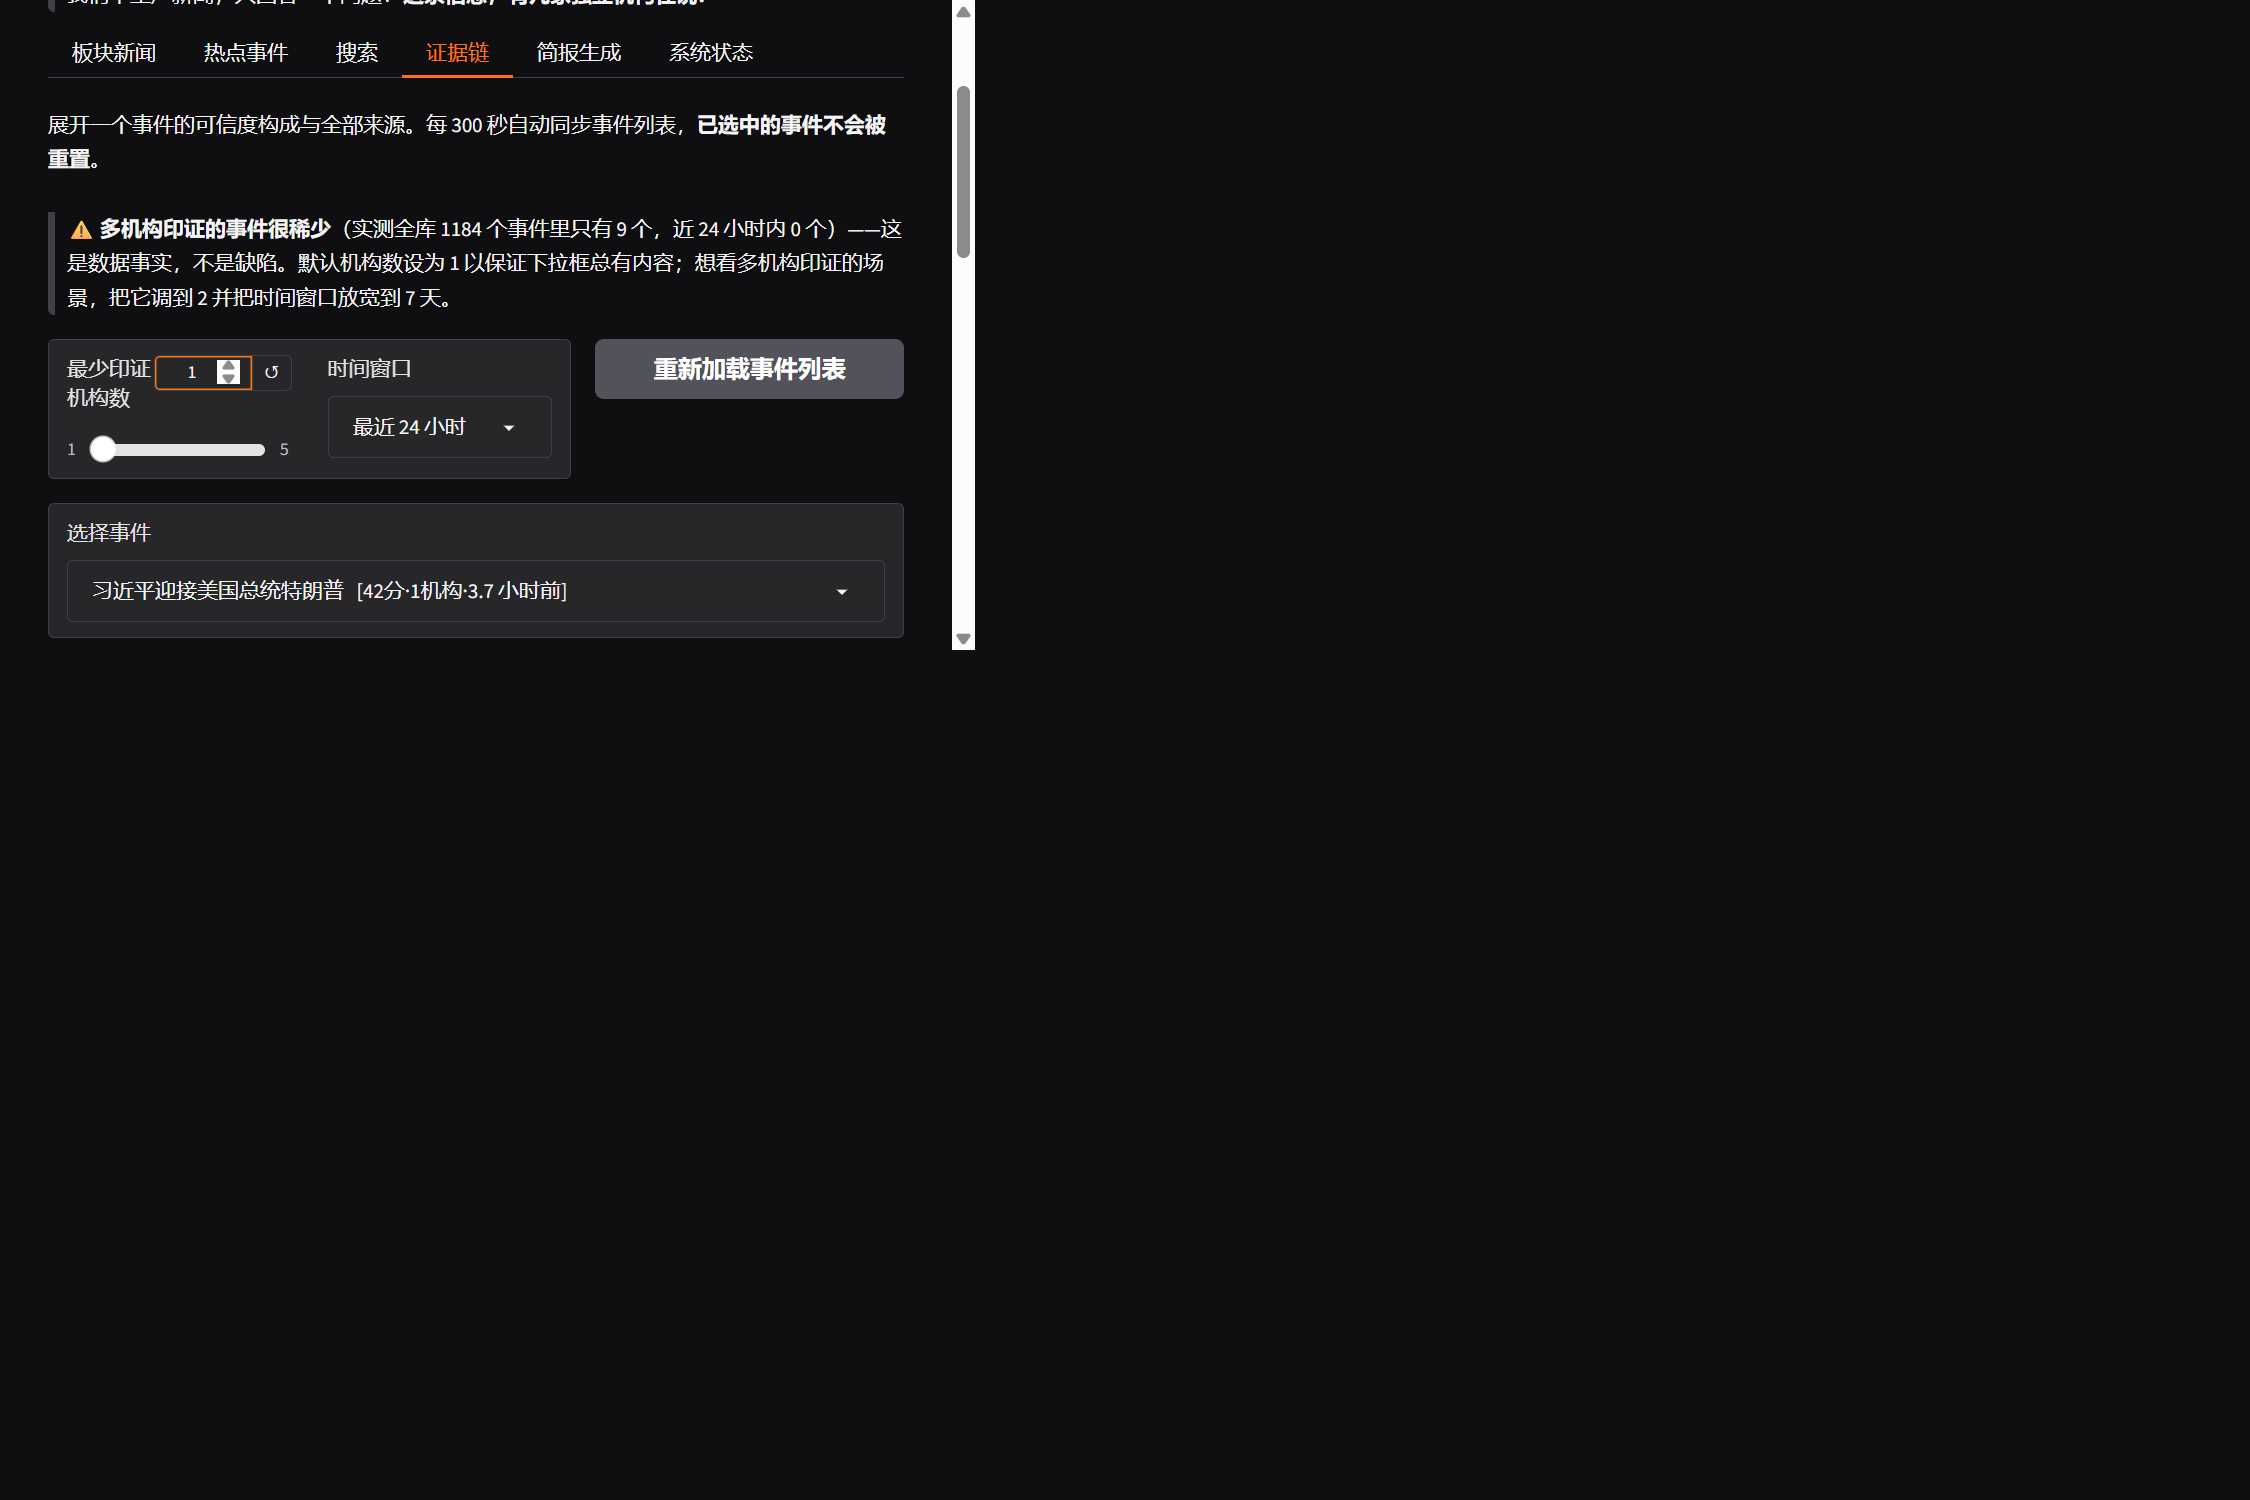 板块新闻 热点事件 搜索 证据链 简报生成 系统状态
展开一个事件的可信度构成与全部来源。每 300 秒自动同步事件列表，已选中的事件不会被
重置。
⚠️ 多机构印证的事件很稀少（实测全库 1184 个事件里只有 9 个，近 24 小时内 0 个）——这
是数据事实，不是缺陷。默认机构数设为 1 以保证下拉框总有内容；想看多机构印证的场
景，把它调到 2 并把时间窗口放宽到 7 天。
最少印证
机构数
1
↺
1
5
时间窗口
最近 24 小时
重新加载事件列表
选择事件
习近平迎接美国总统特朗普 [42分·1机构·3.7 小时前]